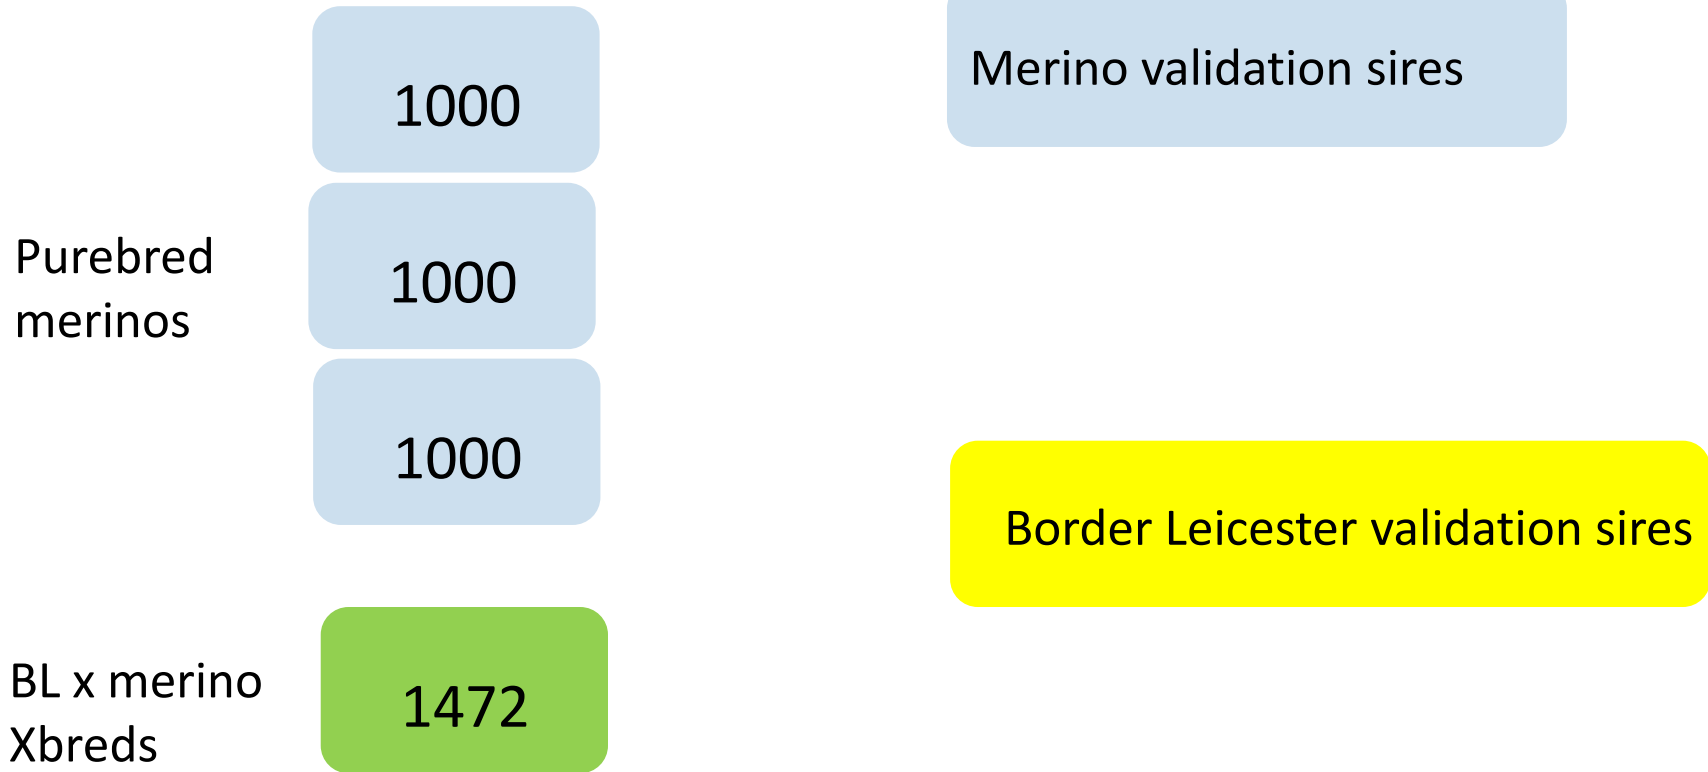 1000
Merino validation sires
Purebred
merinos
1000
1000
Border Leicester validation sires
BL x merino
Xbreds
1472